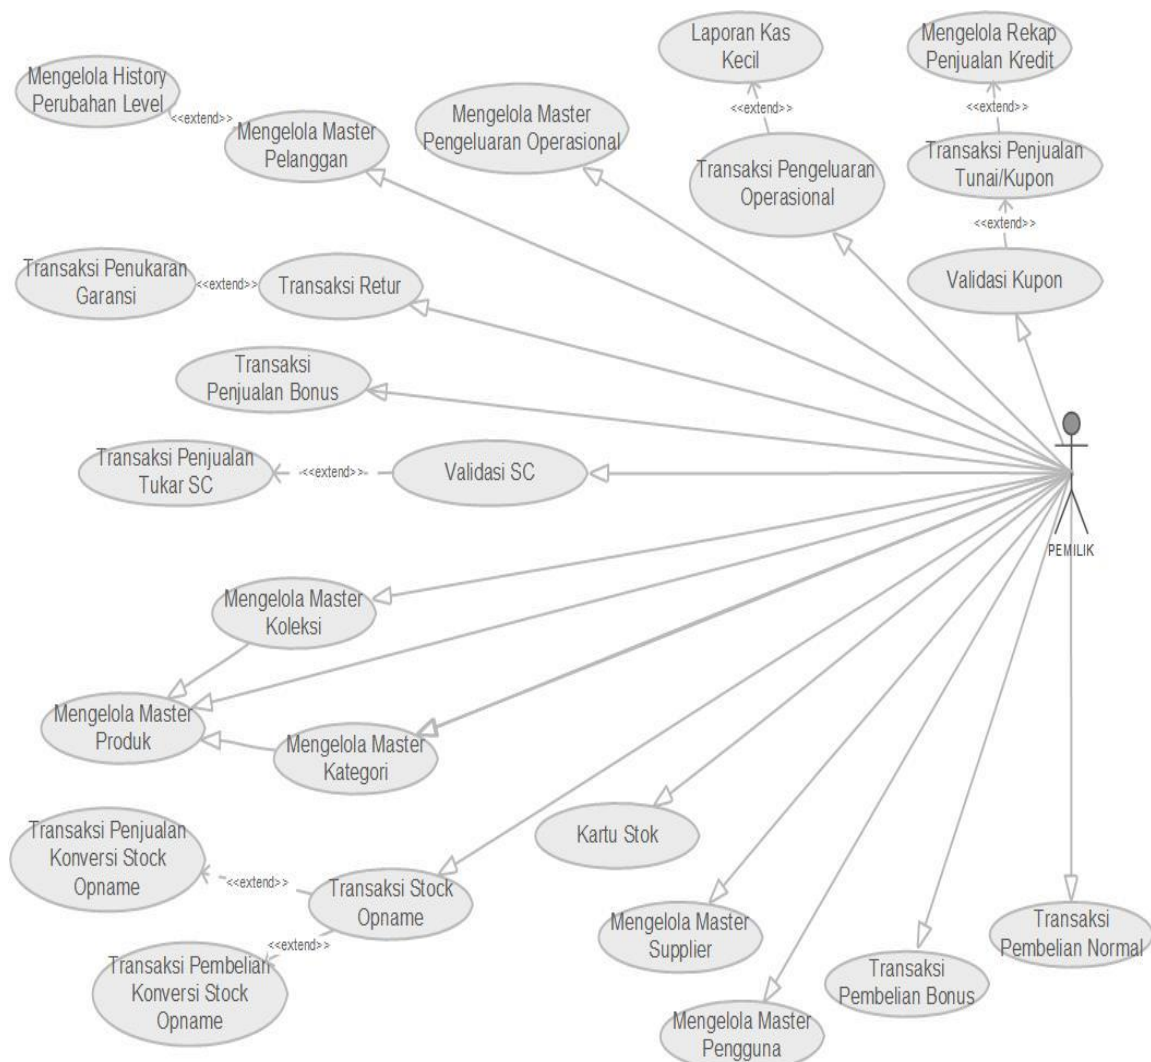 Laporan Kas
Kecil
Mengelola Rekap
Penjualan Kredit
Mengelola History
Perubahan Level
<<extend>>
Mengelola Master
Pelanggan
Mengelola Master
Pengeluaran Operasional
<<extend>>
Transaksi Pengeluaran
Operasional
<<extend>>
Transaksi Penjualan
Tunai/Kupon
<<extend>>
Validasi Kupon
Transaksi Penukaran
Garansi
<<extend>>
Transaksi Retur
Transaksi
Penjualan Bonus
Transaksi Penjualan
Tukar SC
<<extend>>
Validasi SC
PEMILIK
Mengelola Master
Koleksi
Mengelola Master
Produk
Mengelola Master
Kategori
Transaksi Penjualan
Konversi Stock
Opname
<<extend>>
Transaksi Stock
Opname
<<extend>>
Transaksi Pembelian
Konversi Stock
Opname
Kartu Stok
Mengelola Master
Supplier
Mengelola Master
Pengguna
Transaksi
Pembelian Bonus
Transaksi
Pembelian Normal